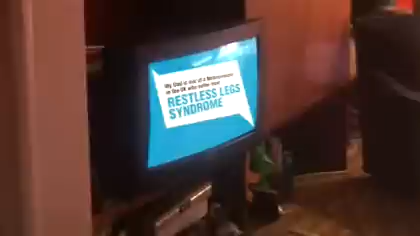 My Dad is one of a
in the UK who suffer from
RESTLESS LEGS
SYNDROME